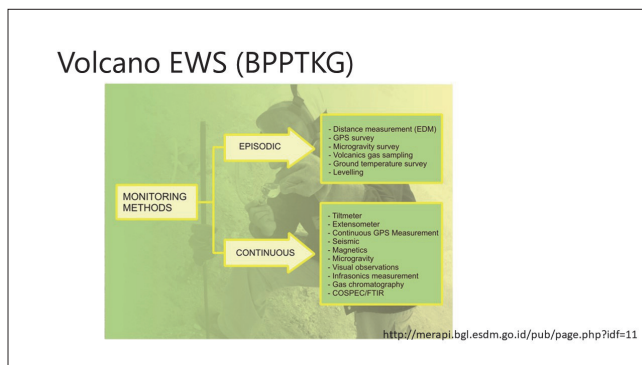 Volcano EWS (BPPTKG)
MONITORING
METHODS
EPISODIC
- Distance measurement (EDM)
- GPS survey
- Microgravity survey
- Volcanics gas sampling
- Ground temperature survey
- Levelling
CONTINUOUS
- Tiltmeter
- Extensometer
- Continuous GPS Measurement
- Seismic
- Magnetics
- Microgravity
- Visual observations
- Infrasonics measurement
- Gas chromatography
- COSPEC/FTIR
http://merapi.bgl.esdm.go.id/pub/page.php?idf=11